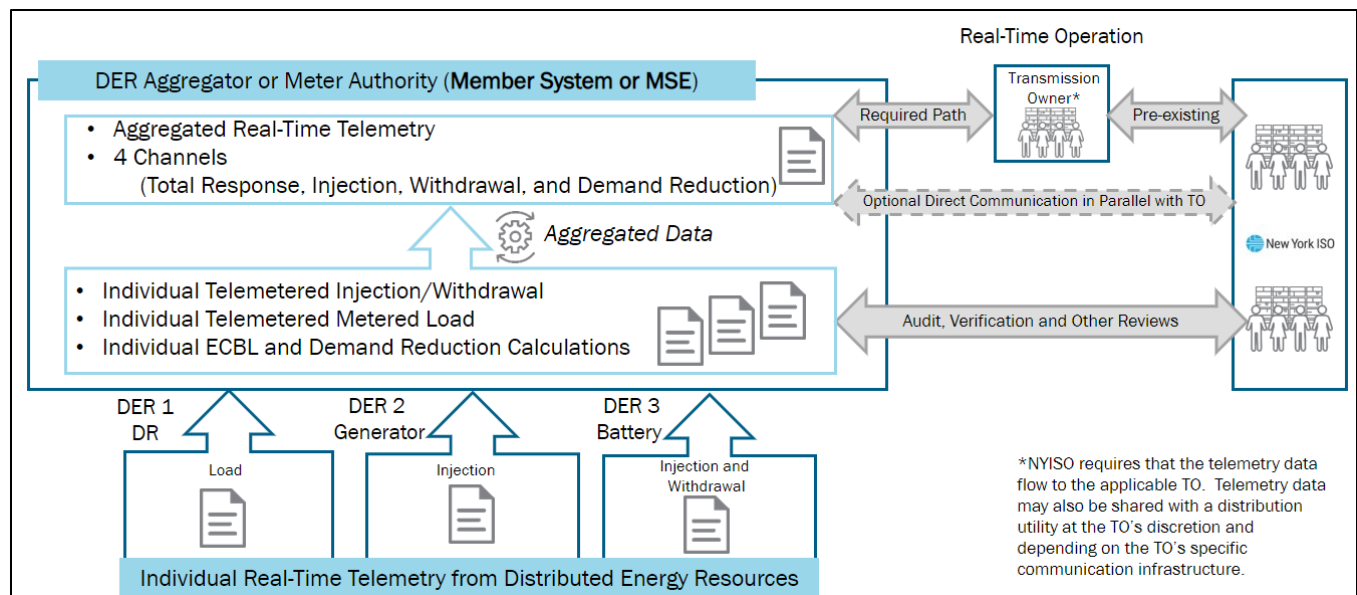 Real-Time Operation
DER Aggregator or Meter Authority (Member System or MSE)
• Aggregated Real-Time Telemetry
• 4 Channels
(Total Response, Injection, Withdrawal, and Demand Reduction)
Required Path
Transmission
Owner*
Pre-existing
Optional Direct Communication in Parallel with TO
Aggregated Data
New York ISO
• Individual Telemetered Injection/Withdrawal
• Individual Telemetered Metered Load
• Individual ECBL and Demand Reduction Calculations
Audit, Verification and Other Reviews
DER 1
DR
DER 2
Generator
DER 3
Battery
Load
Injection
Injection and
Withdrawal
Individual Real-Time Telemetry from Distributed Energy Resources
*NYISO requires that the telemetry data
flow to the applicable TO. Telemetry data
may also be shared with a distribution
utility at the TO's discretion and
depending on the TO's specific
communication infrastructure.